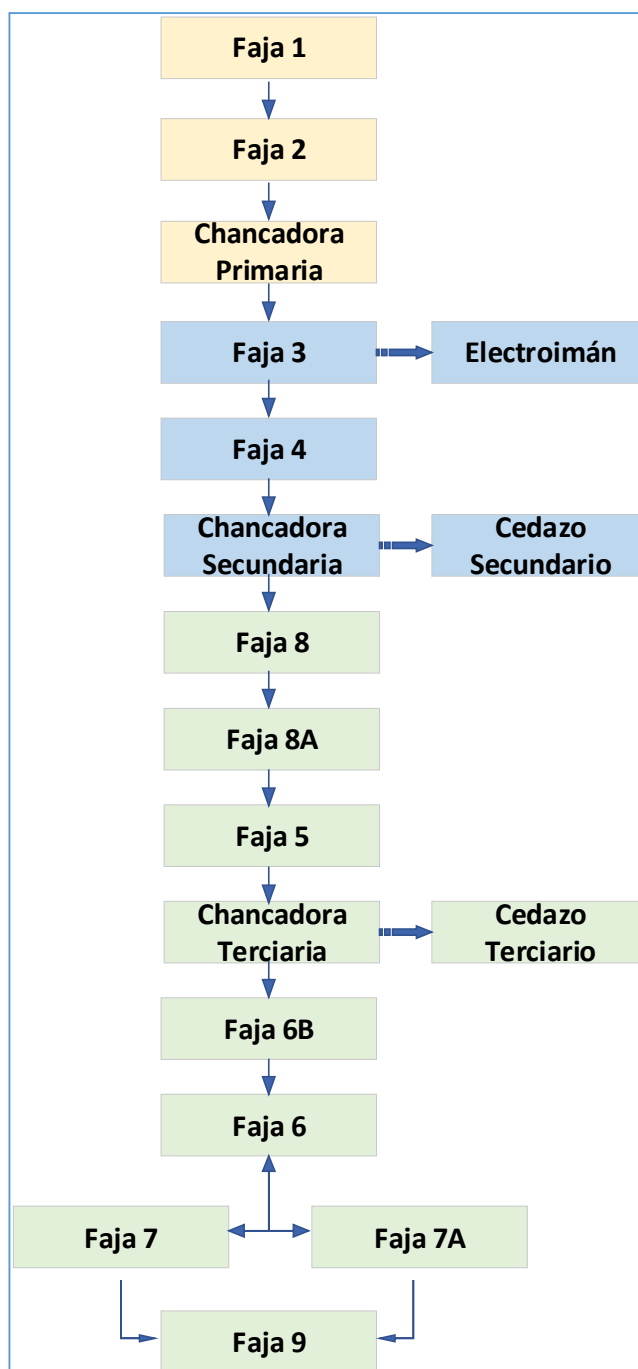 Faja 1
Faja 2
Chancadora
Primaria
Faja 3
Electroimán
Faja 4
Chancadora
Secundaria
Cedazo
Secundario
Faja 8
Faja 8A
Faja 5
Chancadora
Terciaria
Cedazo
Terciario
Faja 6B
Faja 6
Faja 7
Faja 7A
Faja 9